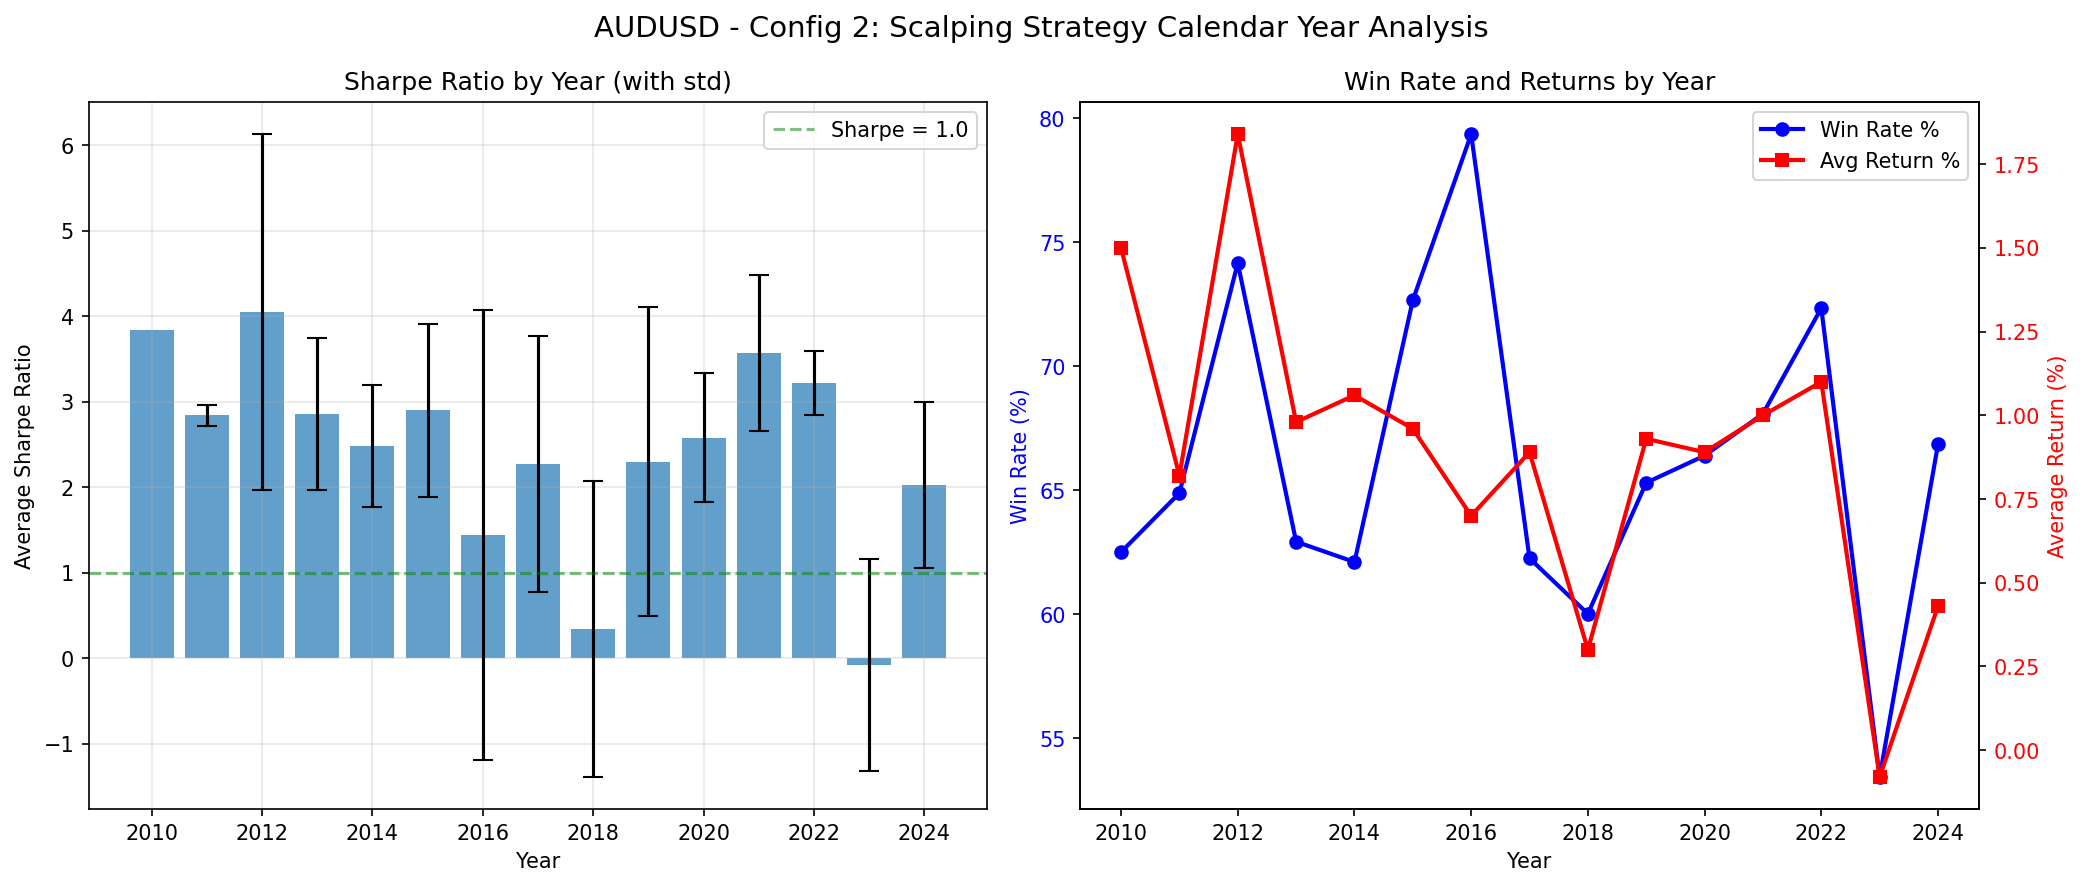 AUDUSD - Config 2: Scalping Strategy Calendar Year Analysis
Sharpe Ratio by Year (with std)
Sharpe = 1.0
6
5
4
3
2
1
0
−1
Average Sharpe Ratio
2010 2012 2014 2016 2018 2020 2022 2024
Year
Win Rate and Returns by Year
Win Rate %
Avg Return %
80
75
70
65
60
55
Win Rate (%)
1.75
1.50
1.25
1.00
0.75
0.50
0.25
0.00
Average Return (%)
2010 2012 2014 2016 2018 2020 2022 2024
Year